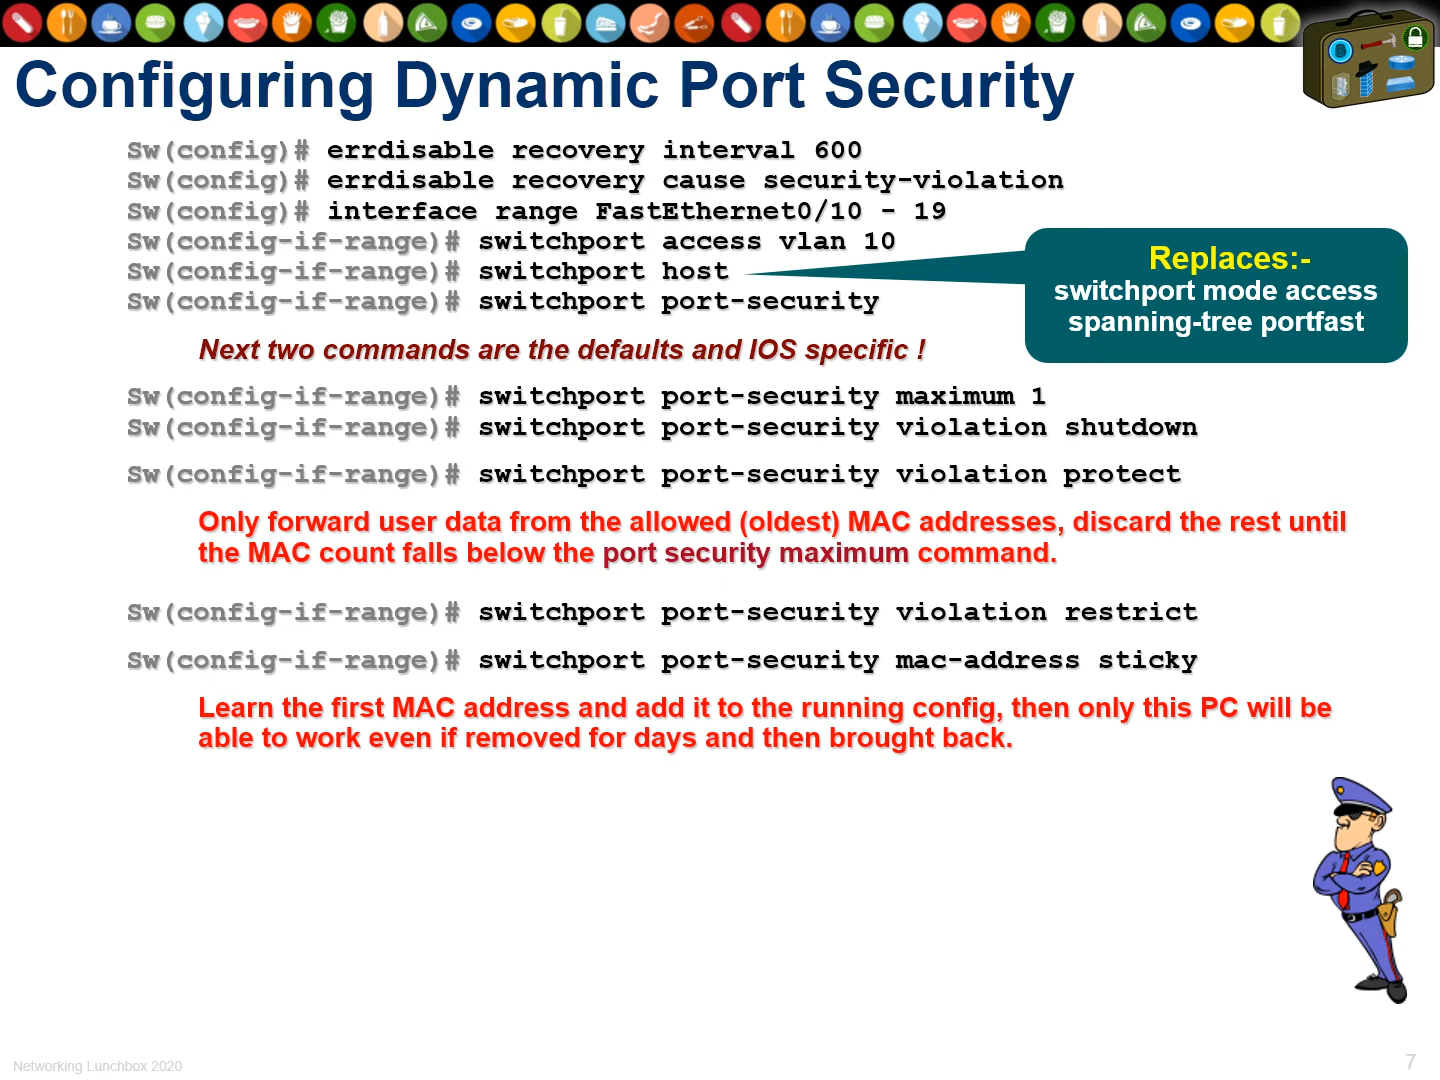 Configuring Dynamic Port Security
Sw(config)# errdisable recovery interval 600
Sw(config)# errdisable recovery cause security-violation
Sw(config)# interface range FastEthernet0/10 - 19
Sw(config-if-range)# switchport access vlan 10
Sw(config-if-range)# switchport host
Sw(config-if-range)# switchport port-security
Replaces:-
switchport mode access
spanning-tree portfast
Next two commands are the defaults and IOS specific !
Sw(config-if-range)# switchport port-security maximum 1
Sw(config-if-range)# switchport port-security violation shutdown
Sw(config-if-range)# switchport port-security violation protect
Only forward user data from the allowed (oldest) MAC addresses, discard the rest until
the MAC count falls below the port security maximum command.
Sw(config-if-range)# switchport port-security violation restrict
Sw(config-if-range)# switchport port-security mac-address sticky
Learn the first MAC address and add it to the running config, then only this PC will be
able to work even if removed for days and then brought back.
Networking Lunchbox 2020
7